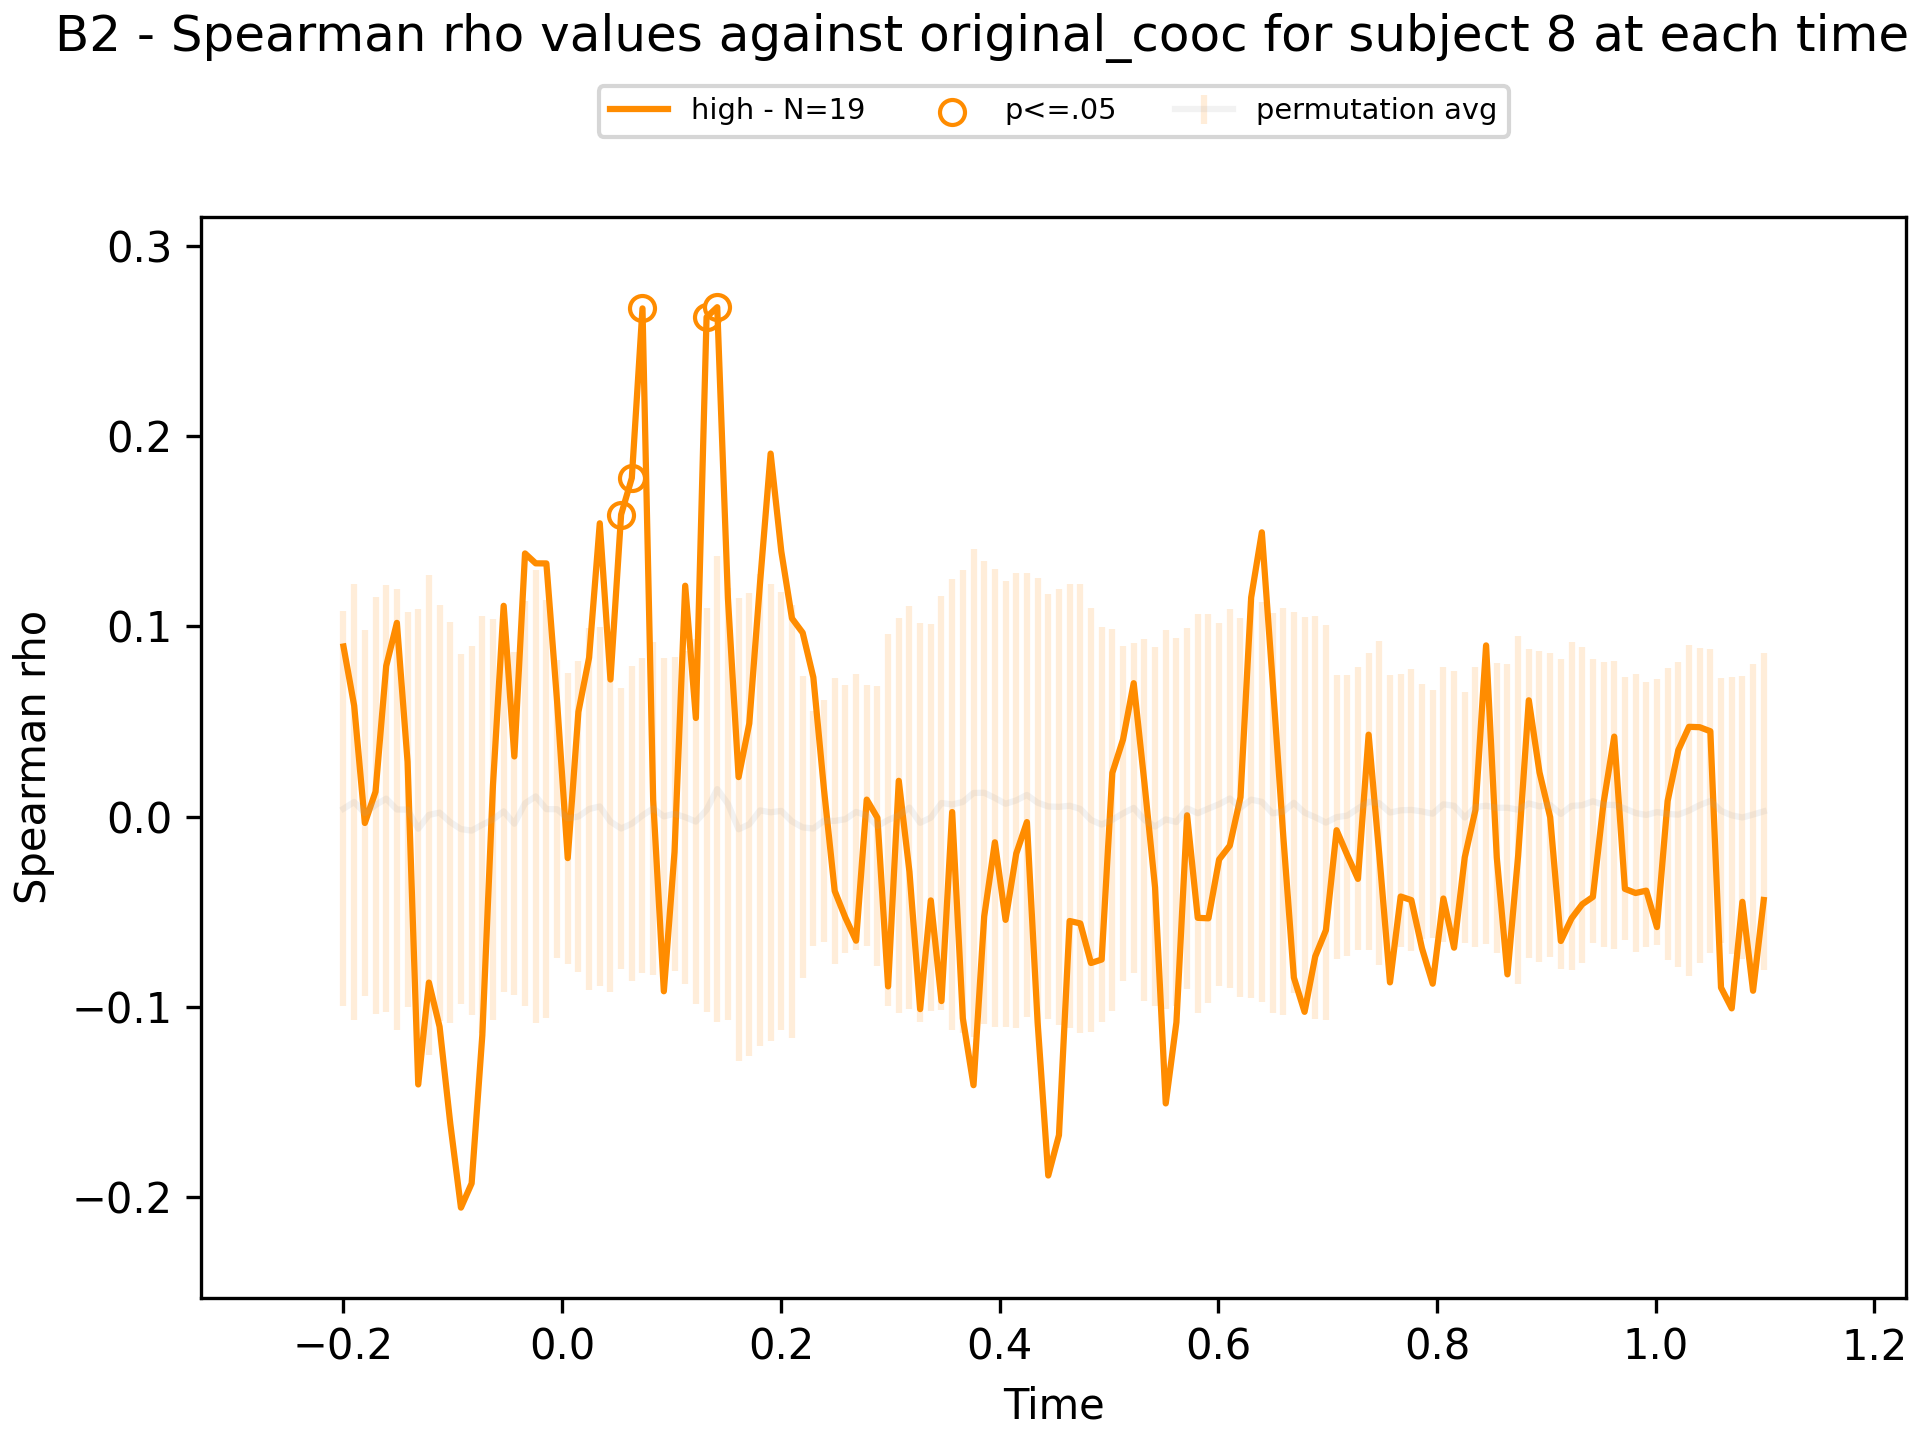 B2 - Spearman rho values against original_cooc for subject 8 at each time
high - N=19 p<=.05 permutation avg
0.3
0.2
0.1
0.0
−0.1
−0.2
Spearman rho
−0.2 0.0 0.2 0.4 0.6 0.8 1.0 1.2
Time